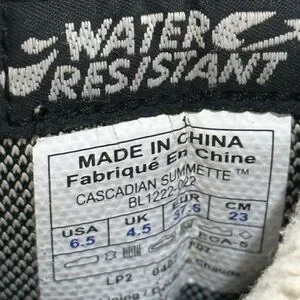 WATER
RESISTANT
MADE IN CHINA
Fabriqué En Chine
CASCADIAN SUMMETTE™
BL1222-022
USA UK EUR CM
6.5 4.5 37.5 23
LP2